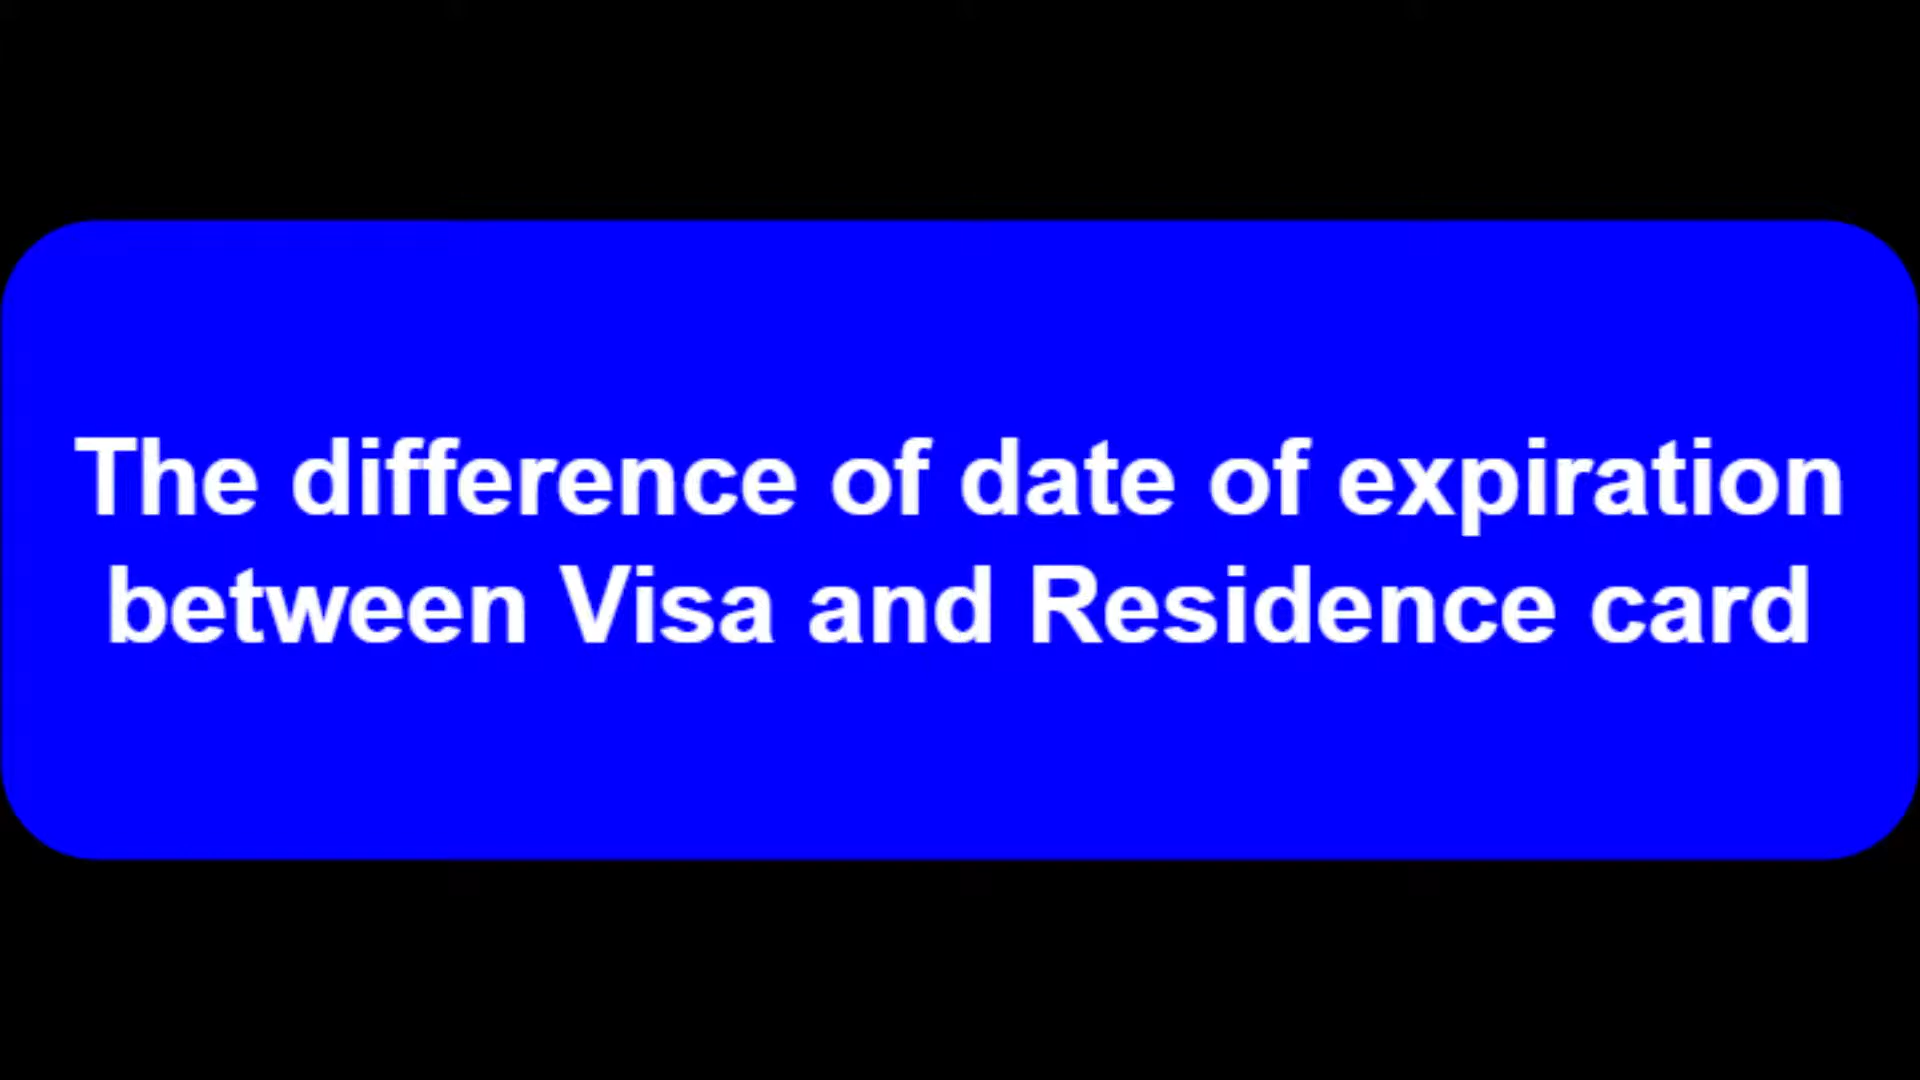 The difference of date of expiration
between Visa and Residence card